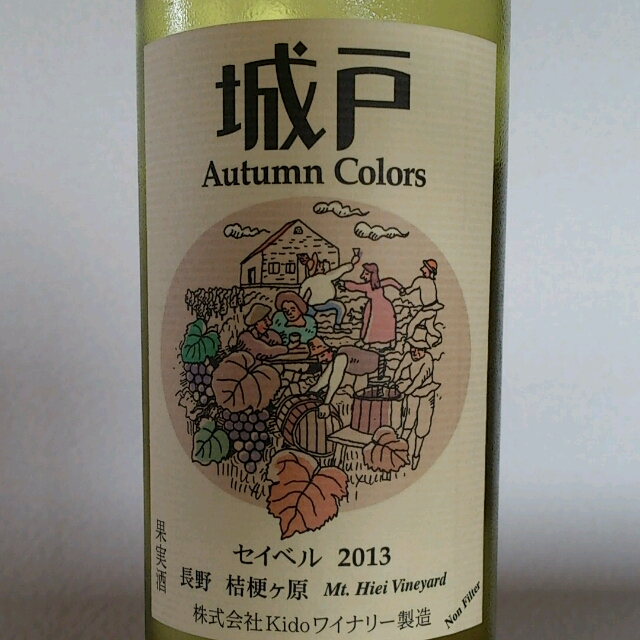 城戸
Autumn Colors
果実酒
セイベル 2013
長野 桔梗ヶ原 Mt. Hiei Vineyard
株式会社Kidoワイナリー製造
Non Filter